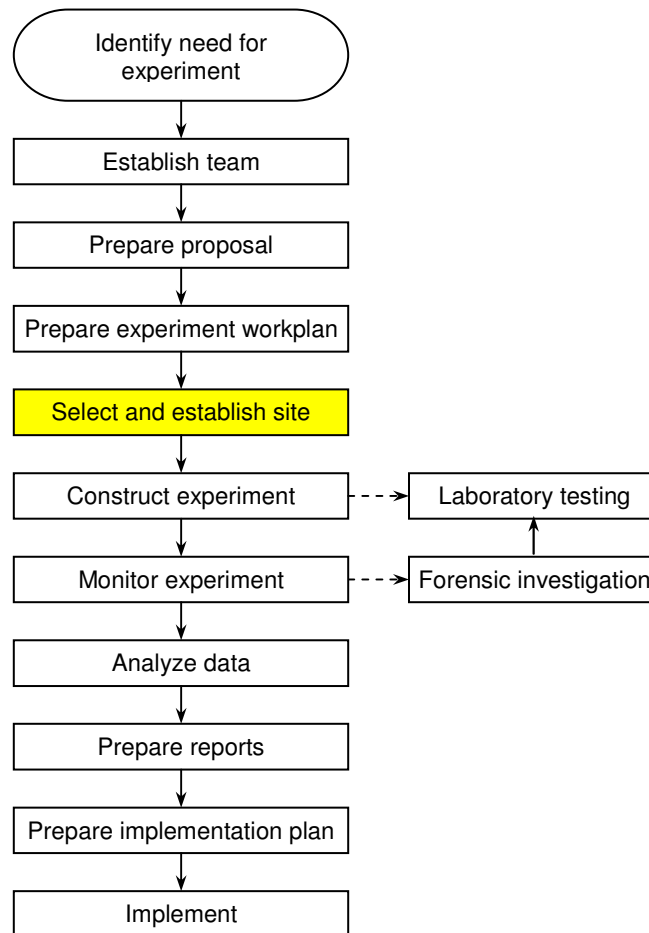 Identify need for
experiment
Establish team
Prepare proposal
Prepare experiment workplan
Select and establish site
Construct experiment
Laboratory testing
Monitor experiment
Forensic investigation
Analyze data
Prepare reports
Prepare implementation plan
Implement